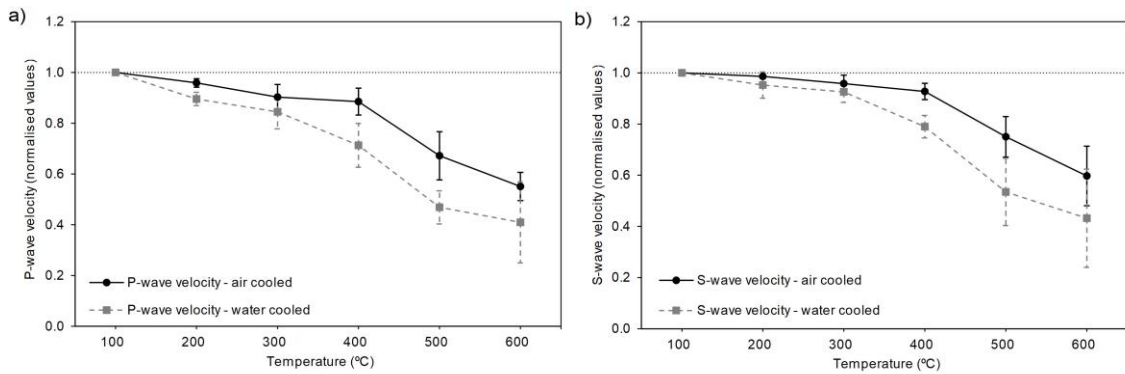 a)
1.2
1.0
0.8
0.6
0.4
0.2
0.0
P-wave velocity (normalised values)
P-wave velocity - air cooled
P-wave velocity - water cooled
100 200 300 400 500 600
Temperature (ºC)
b)
1.2
1.0
0.8
0.6
0.4
0.2
0.0
S-wave velocity (normalised values)
S-wave velocity - air cooled
S-wave velocity - water cooled
100 200 300 400 500 600
Temperature (ºC)